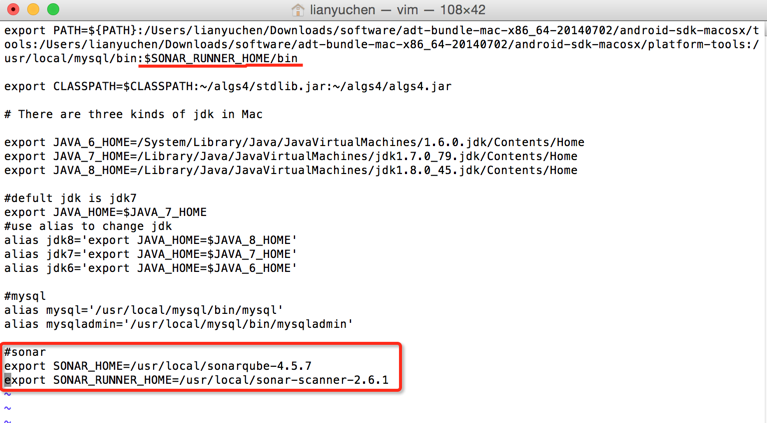 lianyuchen — vim — 108×42
export PATH=${PATH}:/Users/lianyuchen/Downloads/software/adt-bundle-mac-x86_64-20140702/android-sdk-macosx/t
ools:/Users/lianyuchen/Downloads/software/adt-bundle-mac-x86_64-20140702/android-sdk-macosx/platform-tools:/
usr/local/mysql/bin:$SONAR_RUNNER_HOME/bin
export CLASSPATH=$CLASSPATH:~/algs4/stdlib.jar:~/algs4/algs4.jar
# There are three kinds of jdk in Mac
export JAVA_6_HOME=/System/Library/Java/JavaVirtualMachines/1.6.0.jdk/Contents/Home
export JAVA_7_HOME=/Library/Java/JavaVirtualMachines/jdk1.7.0_79.jdk/Contents/Home
export JAVA_8_HOME=/Library/Java/JavaVirtualMachines/jdk1.8.0_45.jdk/Contents/Home
#defult jdk is jdk7
export JAVA_HOME=$JAVA_7_HOME
#use alias to change jdk
alias jdk8='export JAVA_HOME=$JAVA_8_HOME'
alias jdk7='export JAVA_HOME=$JAVA_7_HOME'
alias jdk6='export JAVA_HOME=$JAVA_6_HOME'
#mysql
alias mysql='/usr/local/mysql/bin/mysql'
alias mysqladmin='/usr/local/mysql/bin/mysqladmin'
#sonar
export SONAR_HOME=/usr/local/sonarqube-4.5.7
export SONAR_RUNNER_HOME=/usr/local/sonar-scanner-2.6.1
~
~
~